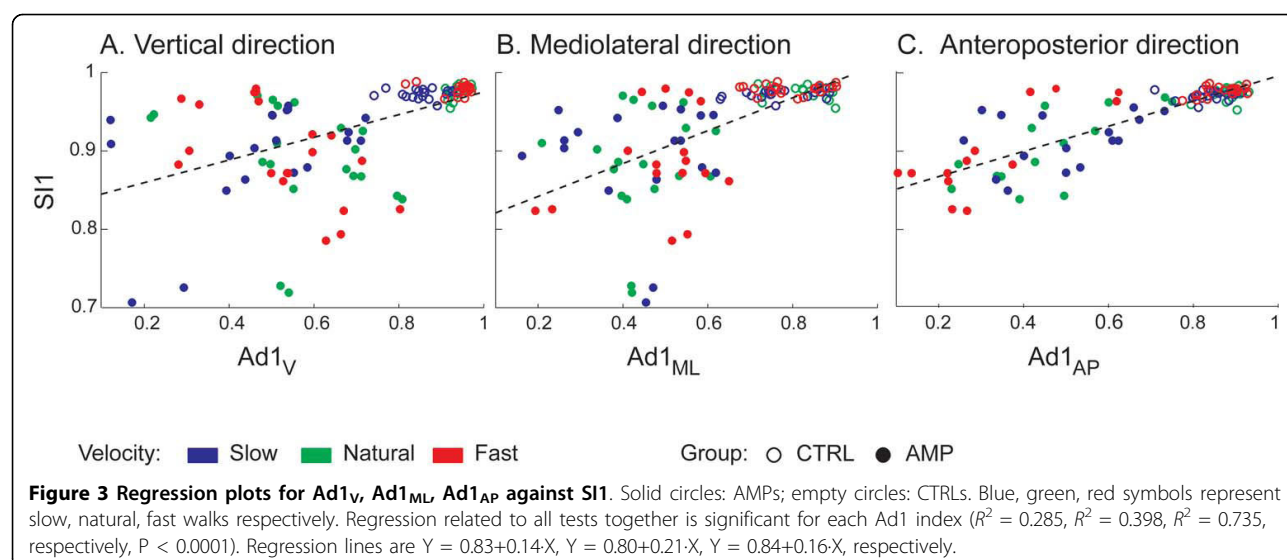 A. Vertical direction
B. Mediolateral direction
C. Anteroposterior direction
1
0.9
0.8
0.7
SI1
0.2 0.4 0.6 0.8 1
0.2 0.4 0.6 0.8 1
0.2 0.4 0.6 0.8 1
Ad1V
Ad1ML
Ad1AP
Velocity: Slow Natural Fast Group: CTRL AMP
Figure 3 Regression plots for Ad1V, Ad1ML, Ad1AP against SI1. Solid circles: AMPs; empty circles: CTRLs. Blue, green, red symbols represent
slow, natural, fast walks respectively. Regression related to all tests together is significant for each Ad1 index (R² = 0.285, R² = 0.398, R² = 0.735,
respectively, P < 0.0001). Regression lines are Y = 0.83+0.14·X, Y = 0.80+0.21·X, Y = 0.84+0.16·X, respectively.